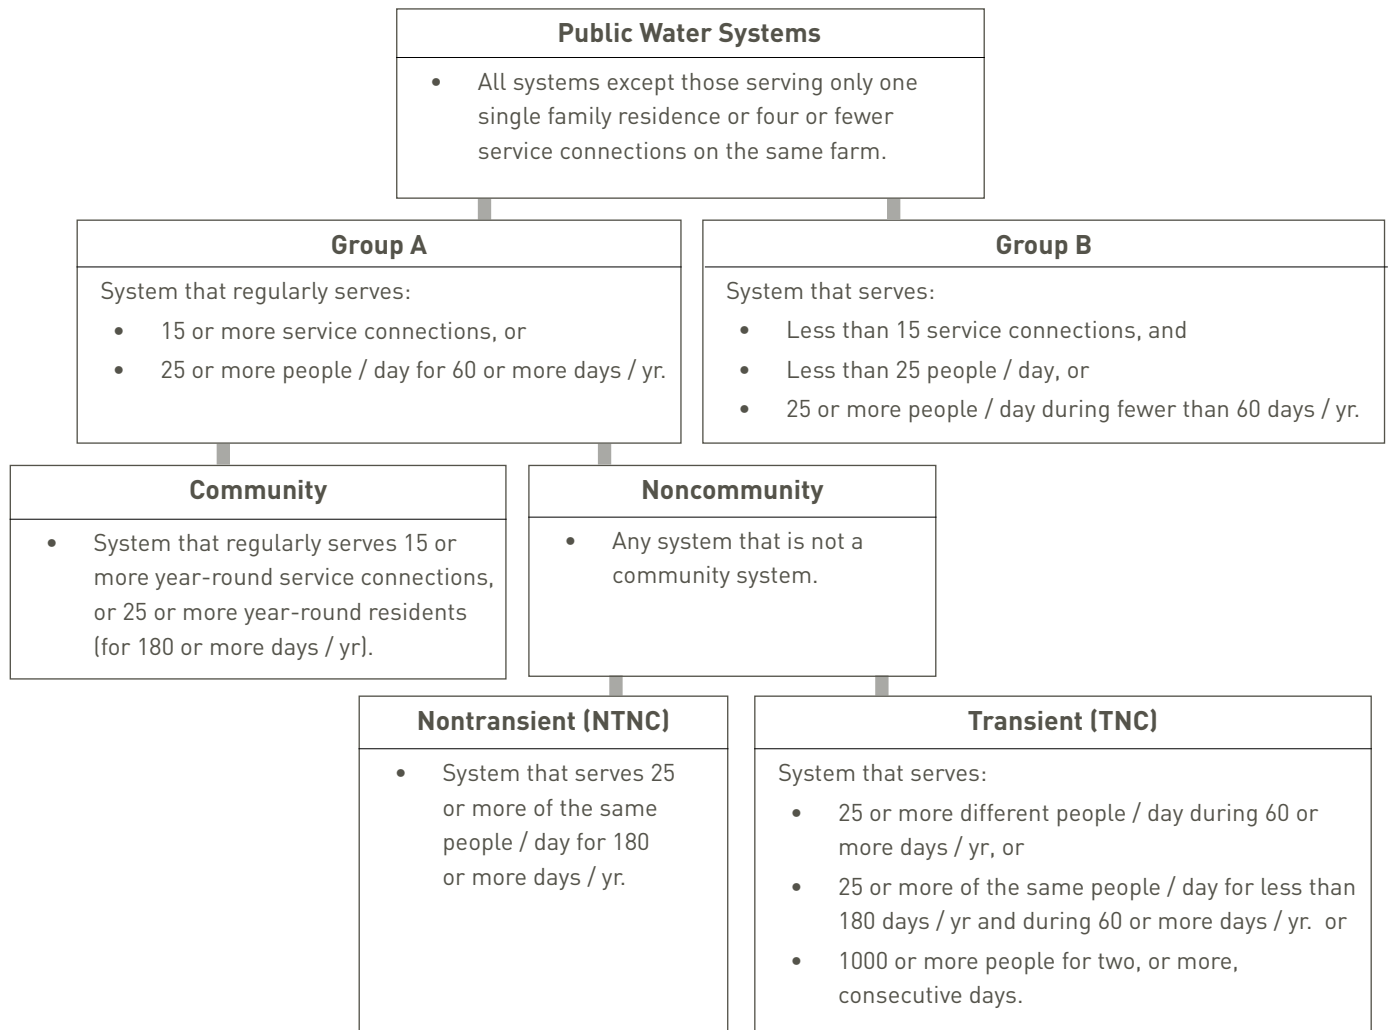 Public Water Systems
• All systems except those serving only one
single family residence or four or fewer
service connections on the same farm.
Group A
System that regularly serves:
• 15 or more service connections, or
• 25 or more people / day for 60 or more days / yr.
Group B
System that serves:
• Less than 15 service connections, and
• Less than 25 people / day, or
• 25 or more people / day during fewer than 60 days / yr.
Community
• System that regularly serves 15 or
more year-round service connections,
or 25 or more year-round residents
(for 180 or more days / yr).
Noncommunity
• Any system that is not a
community system.
Nontransient (NTNC)
• System that serves 25
or more of the same
people / day for 180
or more days / yr.
Transient (TNC)
System that serves:
• 25 or more different people / day during 60 or
more days / yr, or
• 25 or more of the same people / day for less than
180 days / yr and during 60 or more days / yr. or
• 1000 or more people for two, or more,
consecutive days.